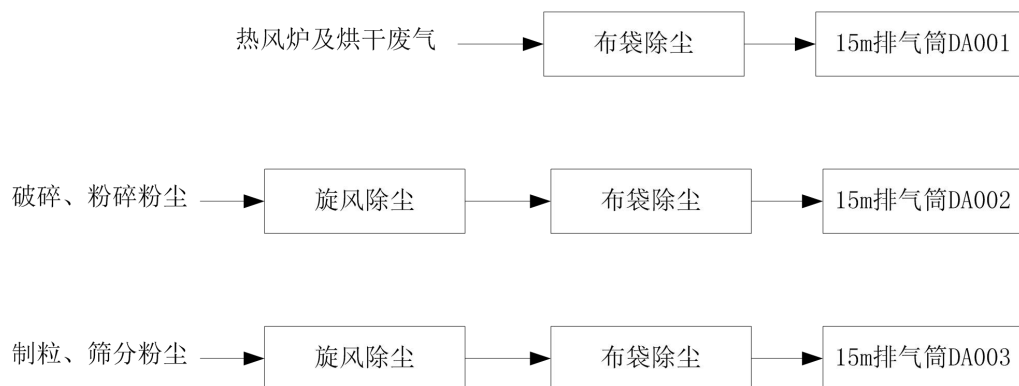 热风炉及烘干废气 布袋除尘 15m排气筒DA001
破碎、粉碎粉尘 旋风除尘 布袋除尘 15m排气筒DA002
制粒、筛分粉尘 旋风除尘 布袋除尘 15m排气筒DA003